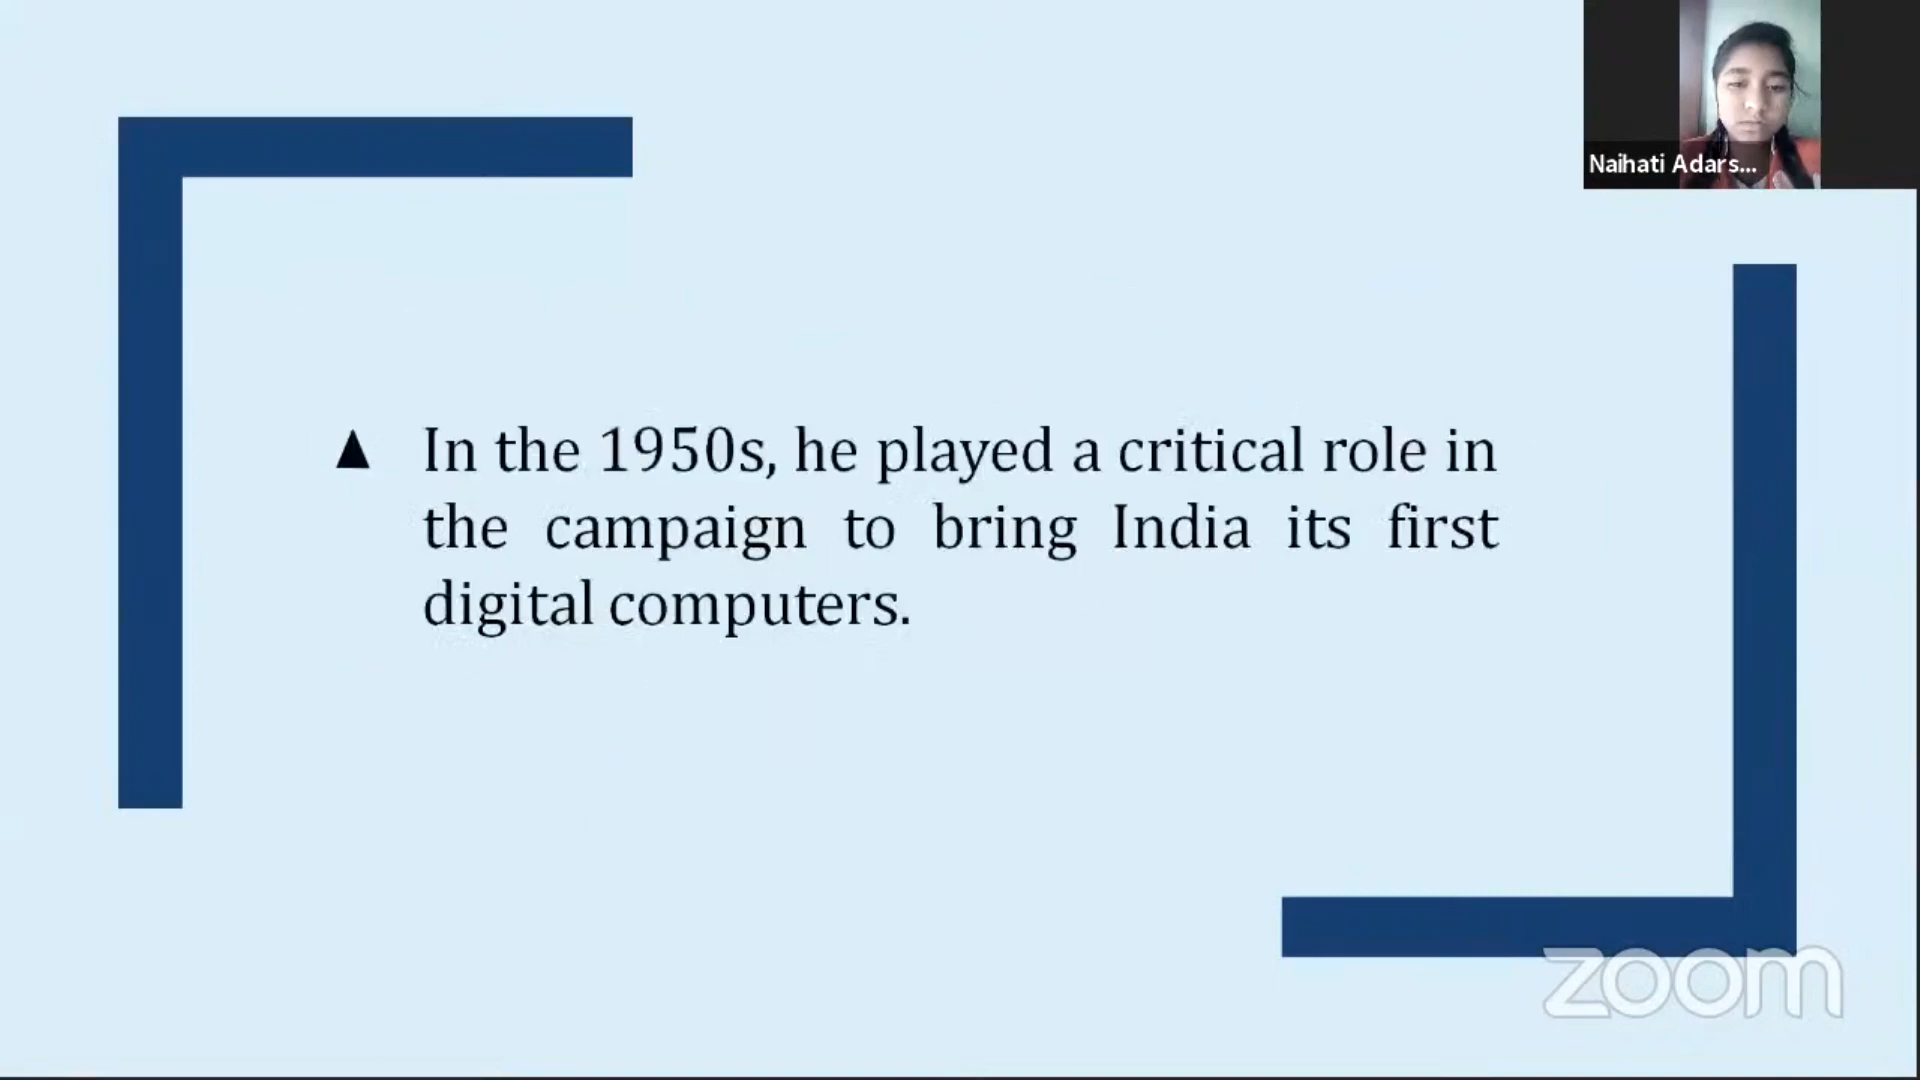 Naihati Adars...
▲ In the 1950s, he played a critical role in
the campaign to bring India its first
digital computers.
zoom